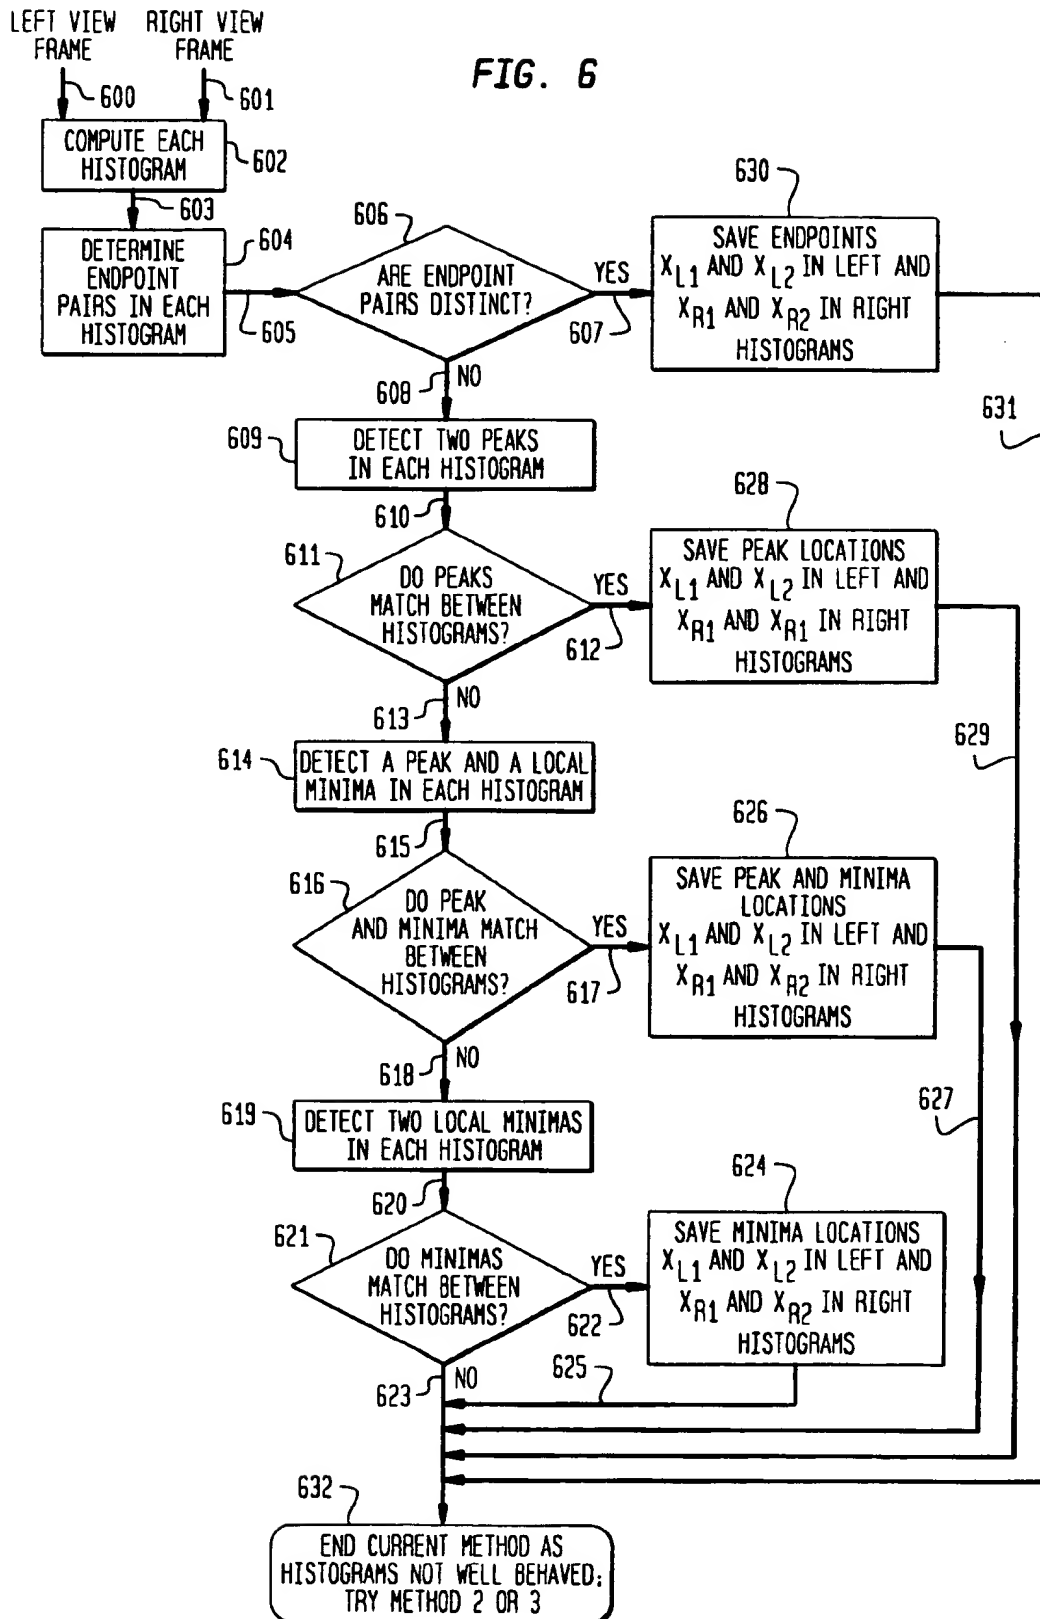 LEFT VIEW
FRAME
RIGHT VIEW
FRAME
FIG. 6
600
601
COMPUTE EACH
HISTOGRAM
602
603
DETERMINE
ENDPOINT
PAIRS IN EACH
HISTOGRAM
604
605
606
ARE ENDPOINT
PAIRS DISTINCT?
YES
607
630
SAVE ENDPOINTS
XL1 AND XL2 IN LEFT AND
XR1 AND XR2 IN RIGHT
HISTOGRAMS
631
608
NO
609
DETECT TWO PEAKS
IN EACH HISTOGRAM
610
611
DO PEAKS
MATCH BETWEEN
HISTOGRAMS?
YES
612
628
SAVE PEAK LOCATIONS
XL1 AND XL2 IN LEFT AND
XR1 AND XR1 IN RIGHT
HISTOGRAMS
629
613
NO
614
DETECT A PEAK AND A LOCAL
MINIMA IN EACH HISTOGRAM
615
616
DO PEAK
AND MINIMA MATCH
BETWEEN
HISTOGRAMS?
YES
617
626
SAVE PEAK AND MINIMA
LOCATIONS
XL1 AND XL2 IN LEFT AND
XR1 AND XR2 IN RIGHT
HISTOGRAMS
627
618
NO
619
DETECT TWO LOCAL MINIMAS
IN EACH HISTOGRAM
620
621
DO MINIMAS
MATCH BETWEEN
HISTOGRAMS?
YES
622
624
SAVE MINIMA LOCATIONS
XL1 AND XL2 IN LEFT AND
XR1 AND XR2 IN RIGHT
HISTOGRAMS
625
623
NO
632
END CURRENT METHOD AS
HISTOGRAMS NOT WELL BEHAVED;
TRY METHOD 2 OR 3